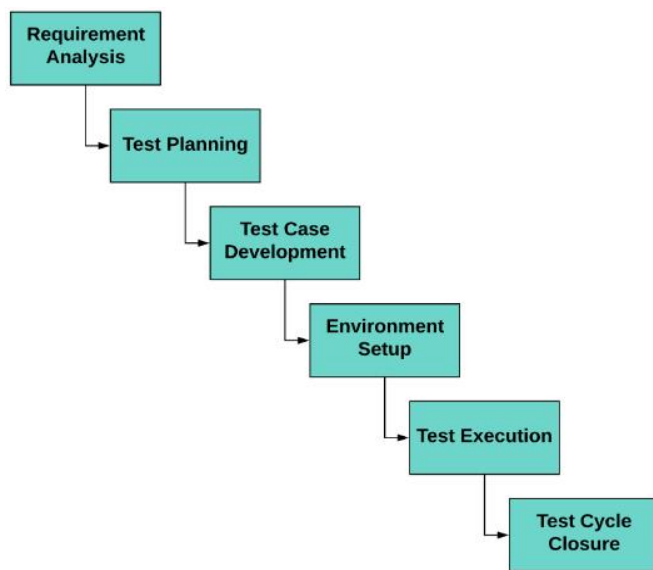 Requirement
Analysis
Test Planning
Test Case
Development
Environment
Setup
Test Execution
Test Cycle
Closure